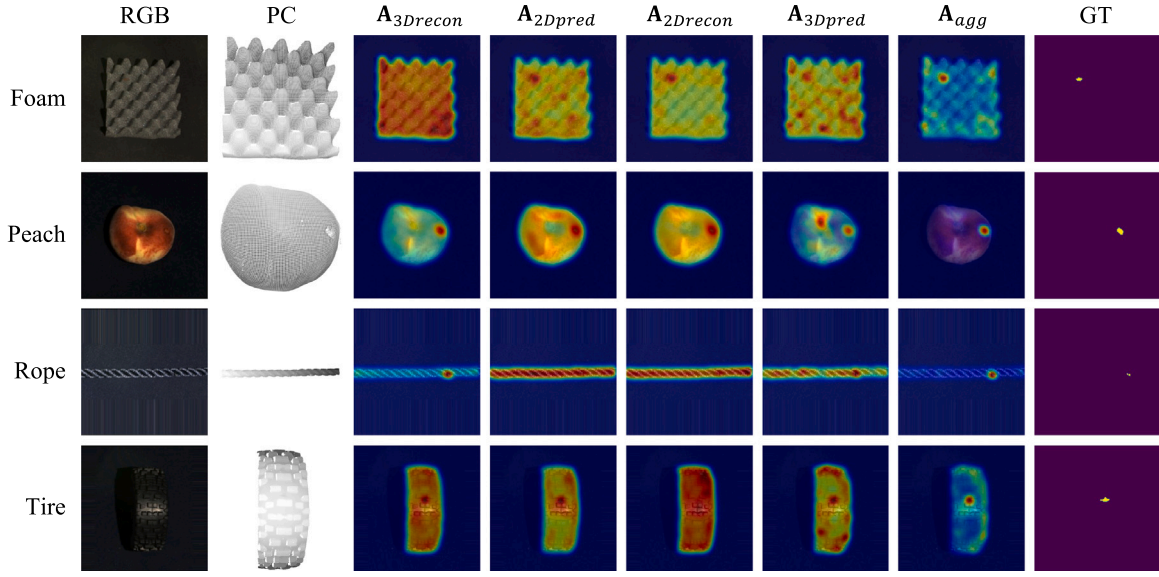 RGB PC A3Drecon A2Dpred A2Drecon A3Dpred Aagg GT
Foam
Peach
Rope
Tire